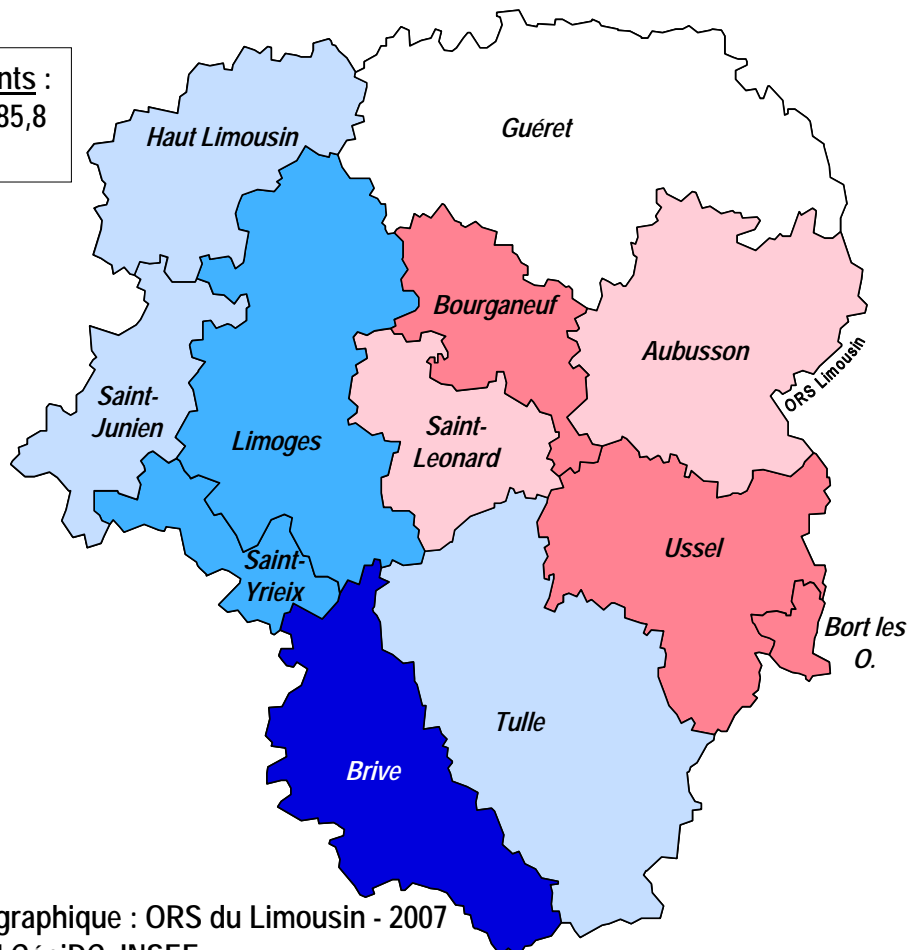 nts :
85,8
Haut Limousin
Guéret
Bourganeuf
Aubusson
ORS Limousin
Saint-
Junien
Limoges
Saint-
Leonard
Ussel
Saint-
Yrieix
Bort les
O.
Tulle
Brive
graphique : ORS du Limousin - 2007